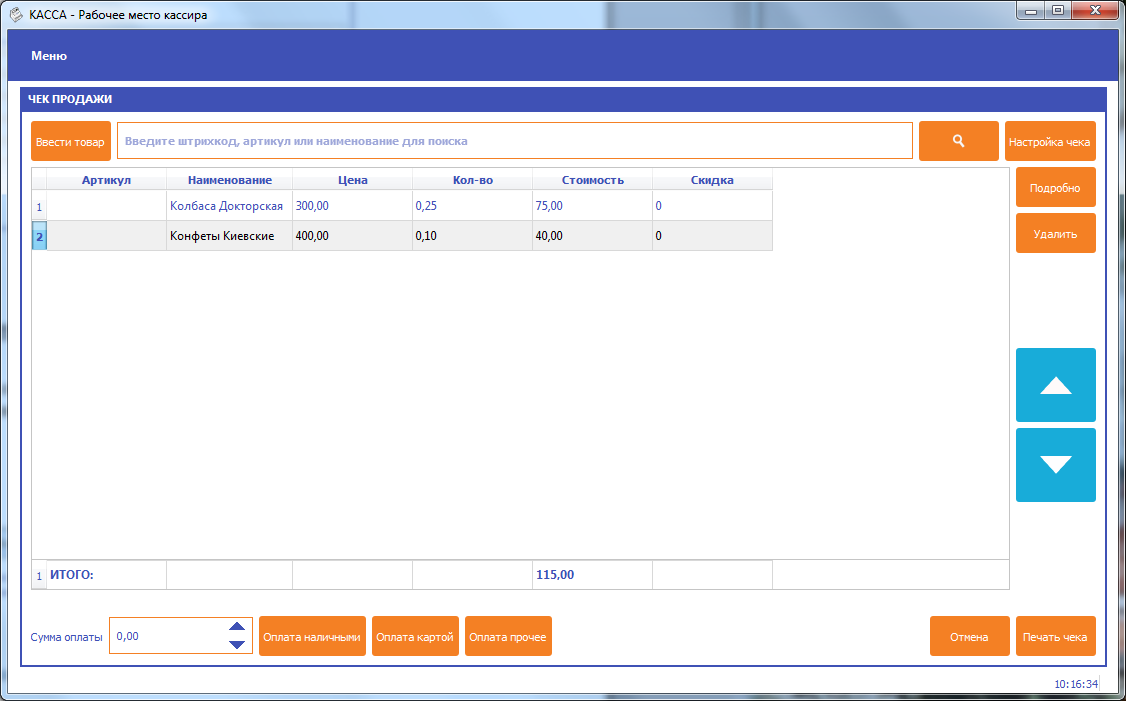 КАССА - Рабочее место кассира
Меню
ЧЕК ПРОДАЖИ
Ввести товар Введите штрихкод, артикул или наименование для поиска Настройка чека
Артикул Наименование Цена Кол-во Стоимость Скидка
1 Колбаса Докторская 300,00 0,25 75,00 0
2 Конфеты Киевские 400,00 0,10 40,00 0
Подробно
Удалить
1 ИТОГО: 115,00
Сумма оплаты 0,00 Оплата наличными Оплата картой Оплата прочее Отмена Печать чека
10:16:34